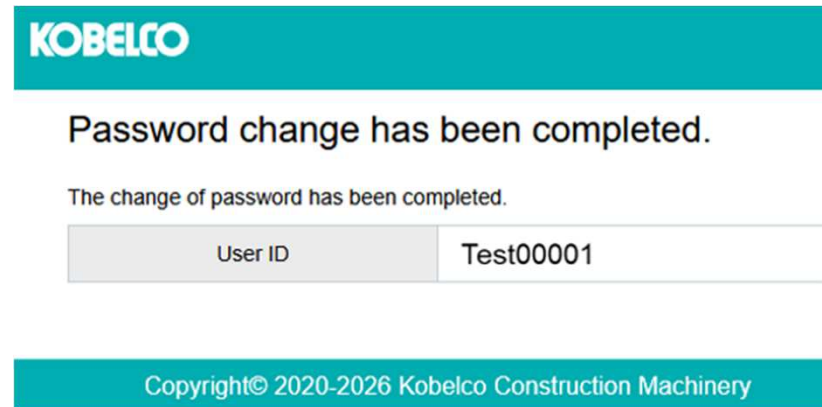 KOBELCO
Password change has been completed.
The change of password has been completed.
User ID Test00001
Copyright© 2020-2026 Kobelco Construction Machinery